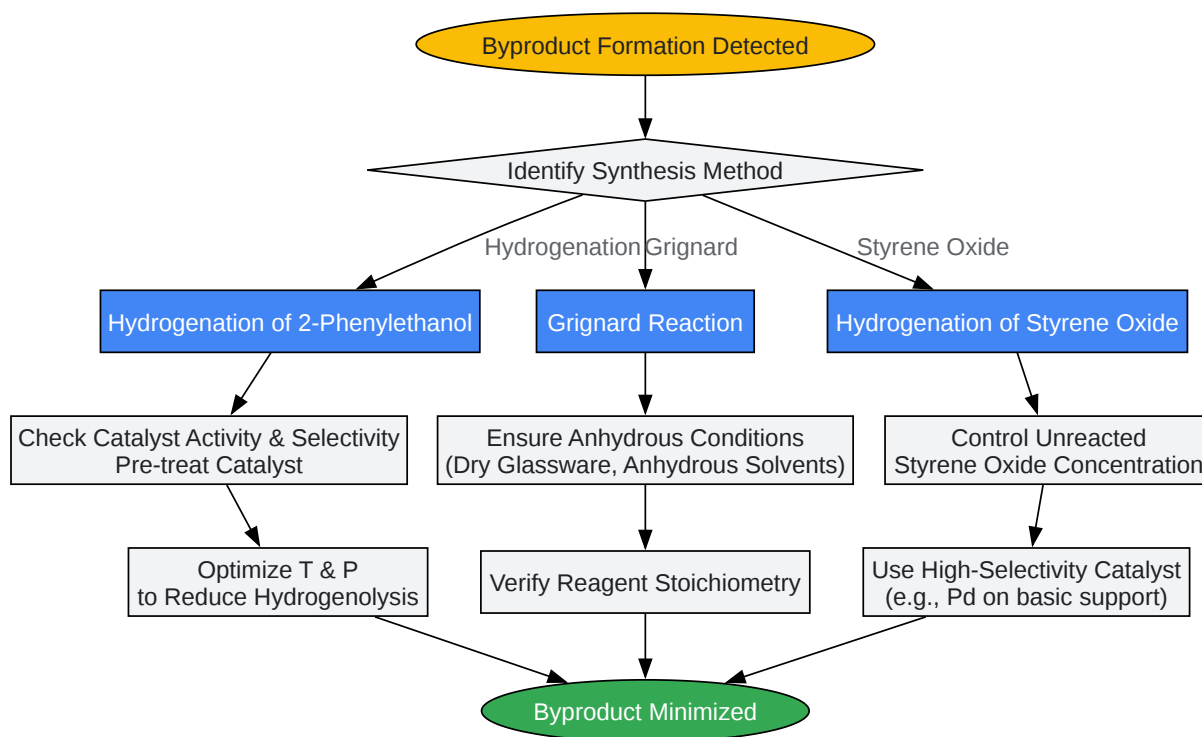 Byproduct Formation Detected
Identify Synthesis Method
Hydrogenation
Grignard
Styrene Oxide
Hydrogenation of 2-Phenylethanol
Grignard Reaction
Hydrogenation of Styrene Oxide
Check Catalyst Activity & Selectivity
Pre-treat Catalyst
Ensure Anhydrous Conditions
(Dry Glassware, Anhydrous Solvents)
Control Unreacted
Styrene Oxide Concentration
Optimize T & P
to Reduce Hydrogenolysis
Verify Reagent Stoichiometry
Use High-Selectivity Catalyst
(e.g., Pd on basic support)
Byproduct Minimized